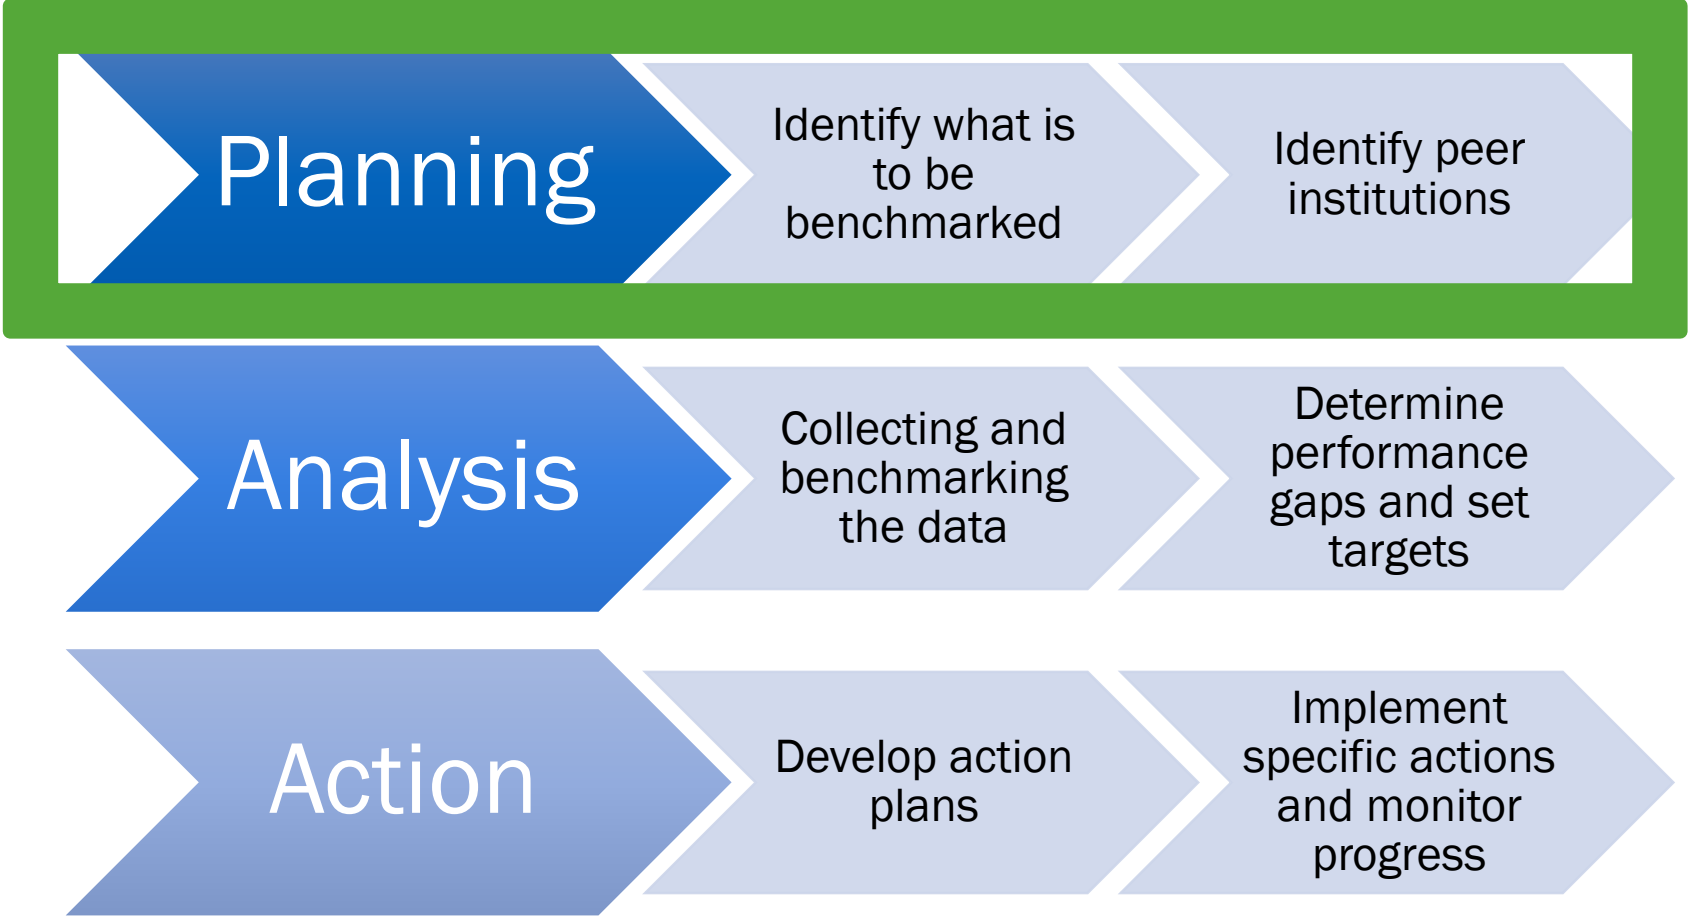 Planning
Identify what is
to be
benchmarked
Identify peer
institutions
Analysis
Collecting and
benchmarking
the data
Determine
performance
gaps and set
targets
Action
Develop action
plans
Implement
specific actions
and monitor
progress